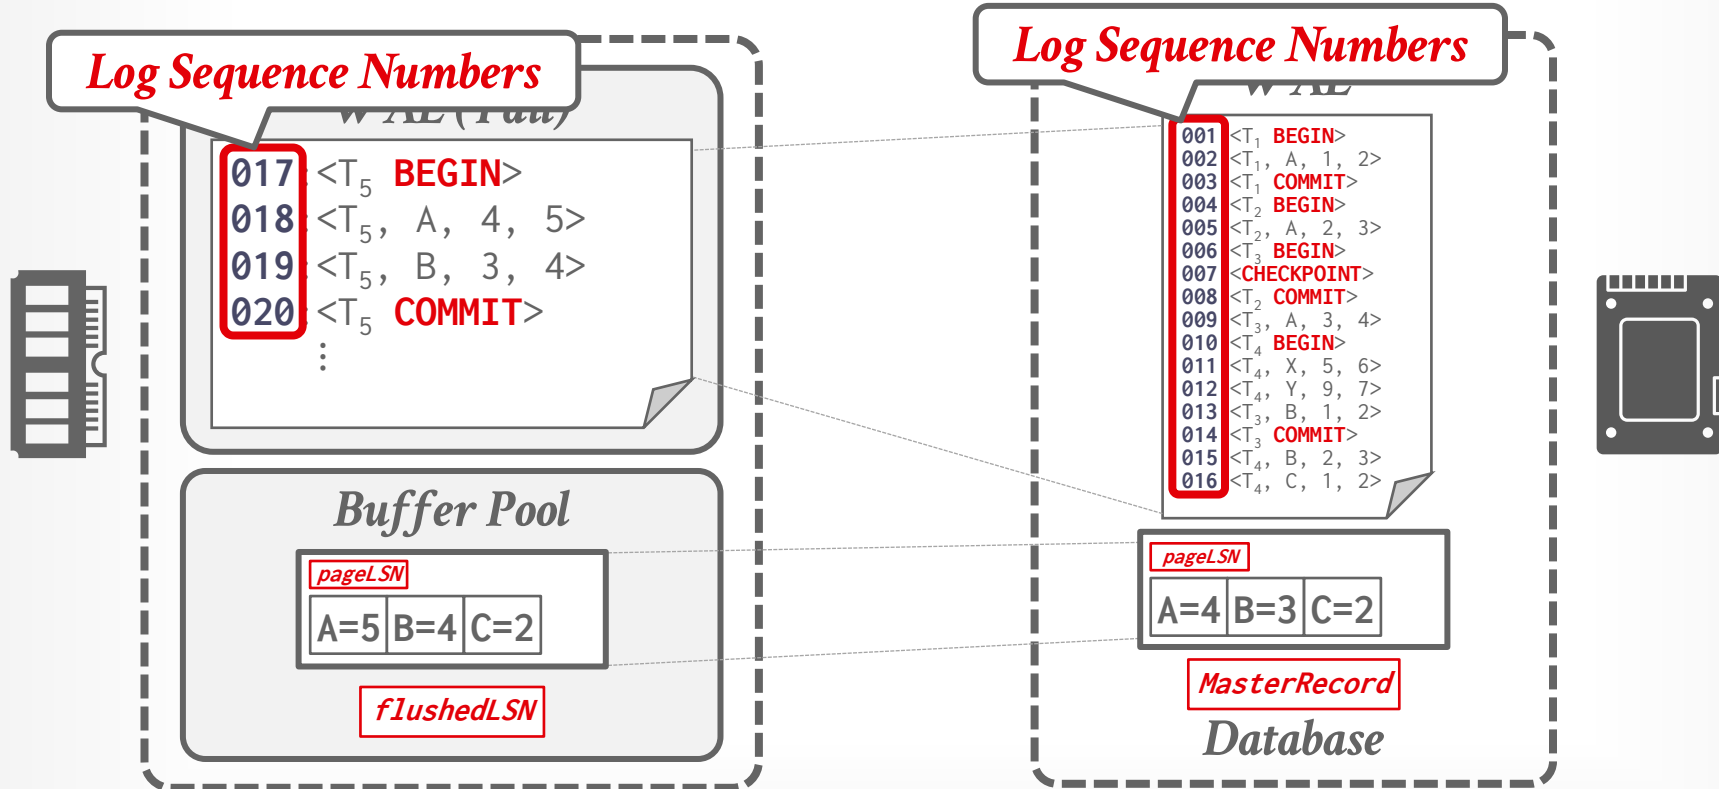 Log Sequence Numbers
WAL (Tail)
017:<T5 BEGIN>
018:<T5, A, 4, 5>
019:<T5, B, 3, 4>
020:<T5 COMMIT>
⋮
Buffer Pool
pageLSN
A=5 B=4 C=2
flushedLSN
Log Sequence Numbers
WAL
001:<T1 BEGIN>
002:<T1, A, 1, 2>
003:<T1 COMMIT>
004:<T2 BEGIN>
005:<T2, A, 2, 3>
006:<T3 BEGIN>
007:<CHECKPOINT>
008:<T2 COMMIT>
009:<T3, A, 3, 4>
010:<T4 BEGIN>
011:<T4, X, 5, 6>
012:<T4, Y, 9, 7>
013:<T3, B, 1, 2>
014:<T3 COMMIT>
015:<T4, B, 2, 3>
016:<T4, C, 1, 2>
pageLSN
A=4 B=3 C=2
MasterRecord
Database